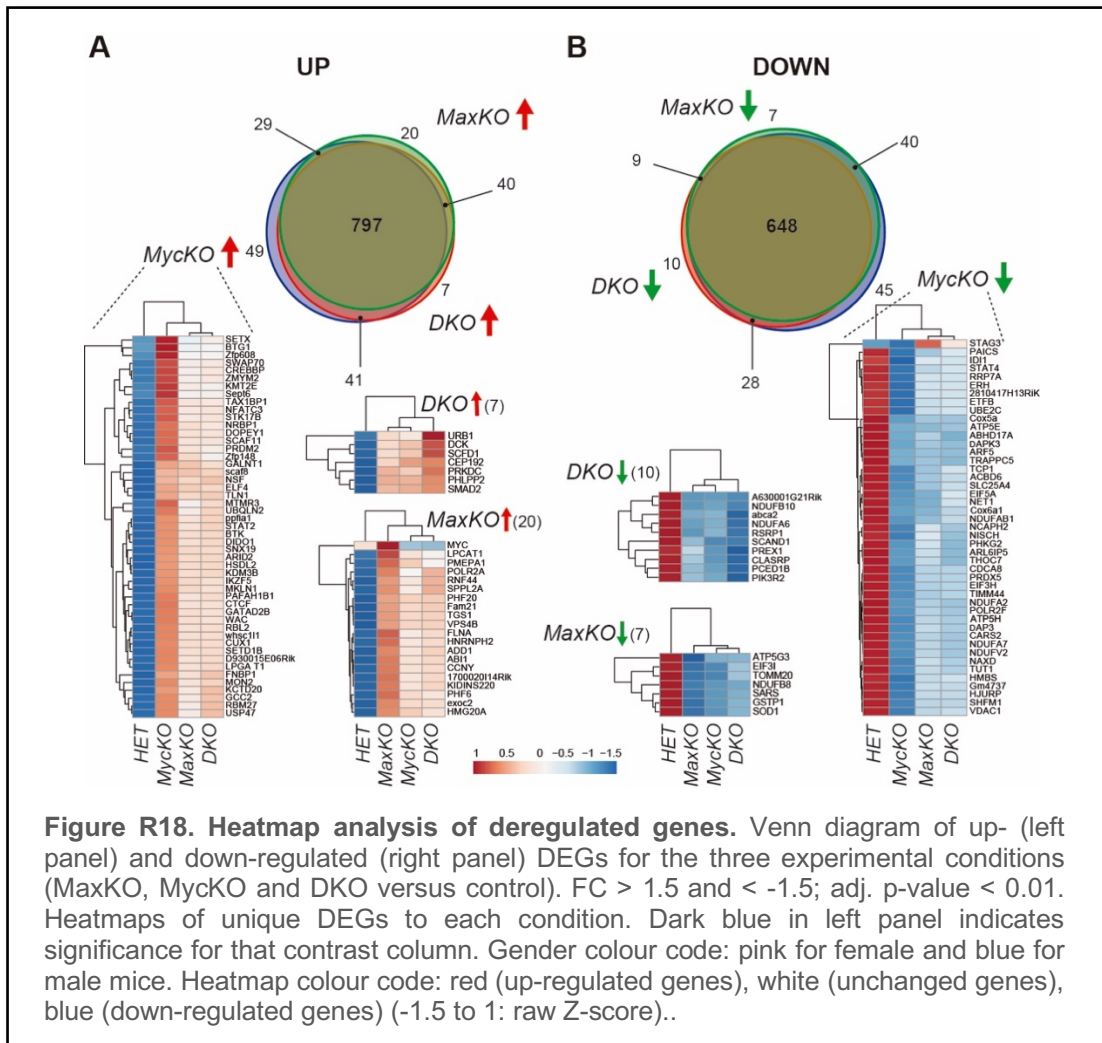 A
UP
MaxKO
29
20
40
797
MycKO
49
7
DKO
41
SETX
BTG1
Zfp608
SWAP70
CREBBP
ZMYM2
KMT2E
Sept6
TAX1BP1
NFATC3
STK17B
NRBP1
DOPEY1
SCAF11
PRDM2
Zfp148
GALNT1
scaf8
NSF
ELF4
TLN1
MTMR3
UBQLN2
ppfia1
STAT2
BTK
DIDO1
SNX19
ARID2
HSDL2
KDM3B
IKZF5
MKLN1
PAFAH1B1
CTCF
GATAD2B
WAC
RBL2
whsc1l1
CUX1
SETD1B
D930015E06Rik
LPGA T1
FNBP1
MON2
KCTD20
GCC2
RBM27
USP47
HET
MycKO
MaxKO
DKO
DKO (7)
URB1
DCK
SCFD1
CEP192
PRKDC
PHLPP2
SMAD2
MaxKO (20)
MYC
LPCAT1
PMEPA1
POLR2A
RNF44
SPPL2A
PHF20
Fam21
TGS1
VPS4B
FLNA
HNRNPH2
ADD1
ABI1
CCNY
1700020I14Rik
KIDINS220
PHF6
exoc2
HMG20A
HET
MaxKO
MycKO
DKO
B
DOWN
MaxKO
7
40
9
648
DKO
10
45
MycKO
28
DKO (10)
A630001G21Rik
NDUFB10
abca2
NDUFA6
RSRP1
SCAND1
PREX1
CLASRP
PCED1B
PIK3R2
MaxKO (7)
ATP5G3
EIF3I
TOMM20
NDUFB8
SARS
GSTP1
SOD1
HET
MaxKO
MycKO
DKO
STAG3
PAICS
IDI1
STAT4
RRP7A
ERH
2810417H13RiK
ETFB
UBE2C
Cox5a
ATP5E
ABHD17A
DAPK3
ARF5
TRAPPC5
TCP1
ACBD6
SLC25A4
EIF5A
NET1
Cox6a1
NDUFAB1
NCAPH2
NISCH
PHKG2
ARL6IP5
THOC7
CDCA8
PRDX5
EIF3H
TIMM44
NDUFA2
POLR2F
ATP5H
DAP3
CARS2
NDUFA7
NDUFV2
NAXD
TUT1
HMBS
Gm4737
HJURP
SHFM1
VDAC1
HET
MycKO
MaxKO
DKO
1 0.5 0 −0.5 −1 −1.5
Figure R18. Heatmap analysis of deregulated genes. Venn diagram of up- (left
panel) and down-regulated (right panel) DEGs for the three experimental conditions
(MaxKO, MycKO and DKO versus control). FC > 1.5 and < -1.5; adj. p-value < 0.01.
Heatmaps of unique DEGs to each condition. Dark blue in left panel indicates
significance for that contrast column. Gender colour code: pink for female and blue for
male mice. Heatmap colour code: red (up-regulated genes), white (unchanged genes),
blue (down-regulated genes) (-1.5 to 1: raw Z-score)..